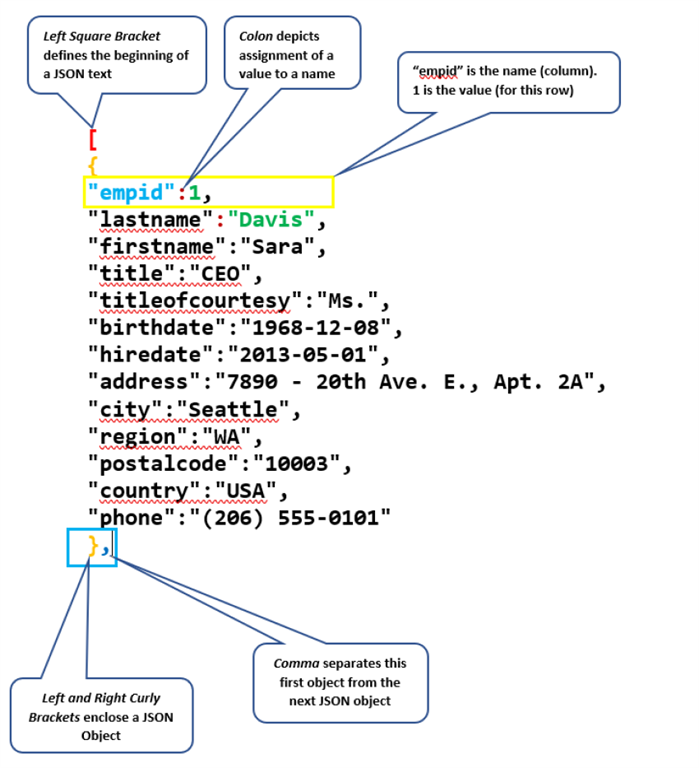 Left Square Bracket
defines the beginning of
a JSON text
Colon depicts
assignment of a
value to a name
“empid” is the name (column).
1 is the value (for this row)
[
{
"empid":1,
"lastname":"Davis",
"firstname":"Sara",
"title":"CEO",
"titleofcourtesy":"Ms.",
"birthdate":"1968-12-08",
"hiredate":"2013-05-01",
"address":"7890 - 20th Ave. E., Apt. 2A",
"city":"Seattle",
"region":"WA",
"postalcode":"10003",
"country":"USA",
"phone":"(206) 555-0101"
},
Comma separates this
first object from the
next JSON object
Left and Right Curly
Brackets enclose a JSON
Object